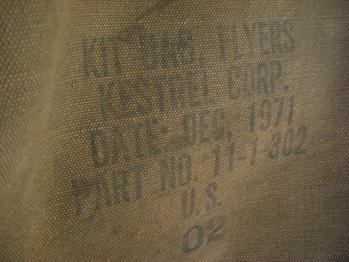 KIT BAG, FLYERS
KESTREL CORP.
DATE: DEC, 1971
PART NO. 11-1-302
U.S.
02